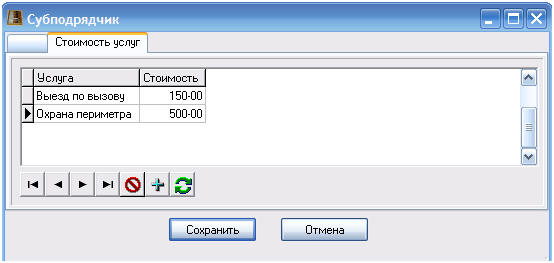 Субподрядчик
Стоимость услуг
Услуга Стоимость
Выезд по вызову 150-00
Охрана периметра 500-00
Сохранить Отмена